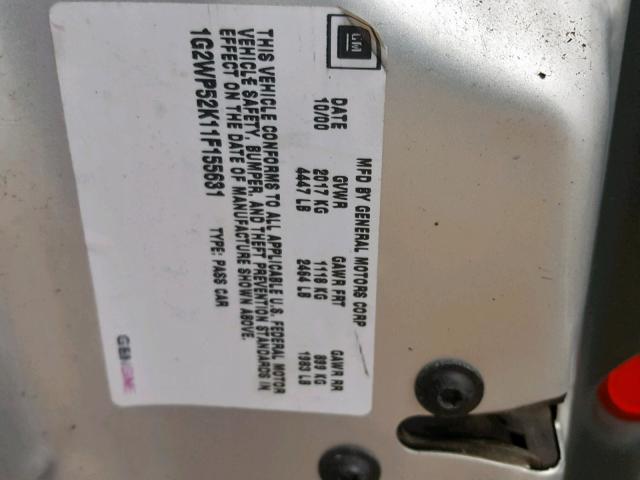 GM
MFD BY GENERAL MOTORS CORP
DATE GVWR GAWR FRT GAWR RR
10/00 2017 KG 1118 KG 899 KG
4447 LB 2464 LB 1983 LB
THIS VEHICLE CONFORMS TO ALL APPLICABLE U.S. FEDERAL MOTOR
VEHICLE SAFETY, BUMPER, AND THEFT PREVENTION STANDARDS IN
EFFECT ON THE DATE OF MANUFACTURE SHOWN ABOVE.
1G2WP52K11F155631 TYPE: PASS CAR